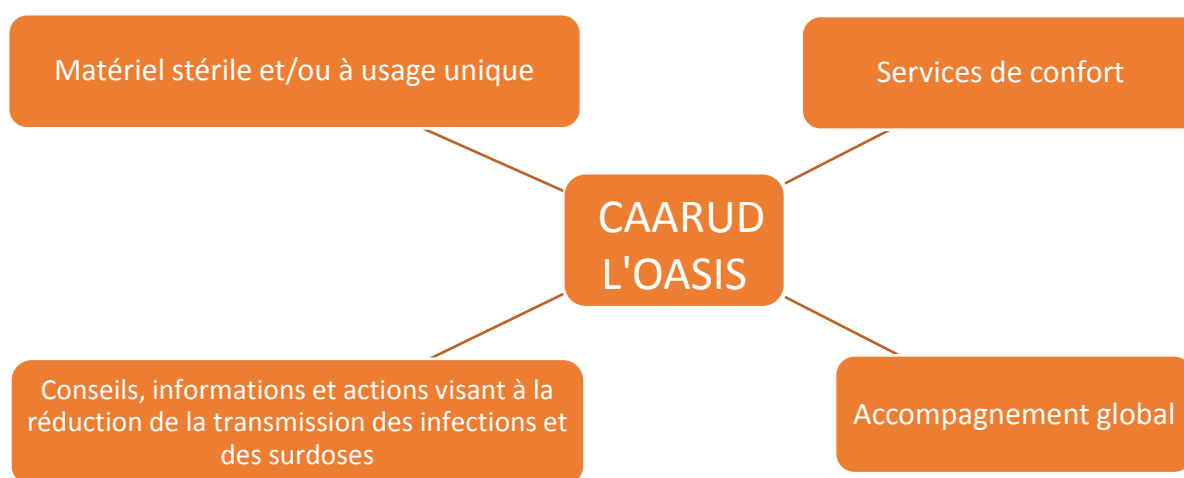 Matériel stérile et/ou à usage unique
Services de confort
CAARUD
L'OASIS
Conseils, informations et actions visant à la
réduction de la transmission des infections et
des surdoses
Accompagnement global